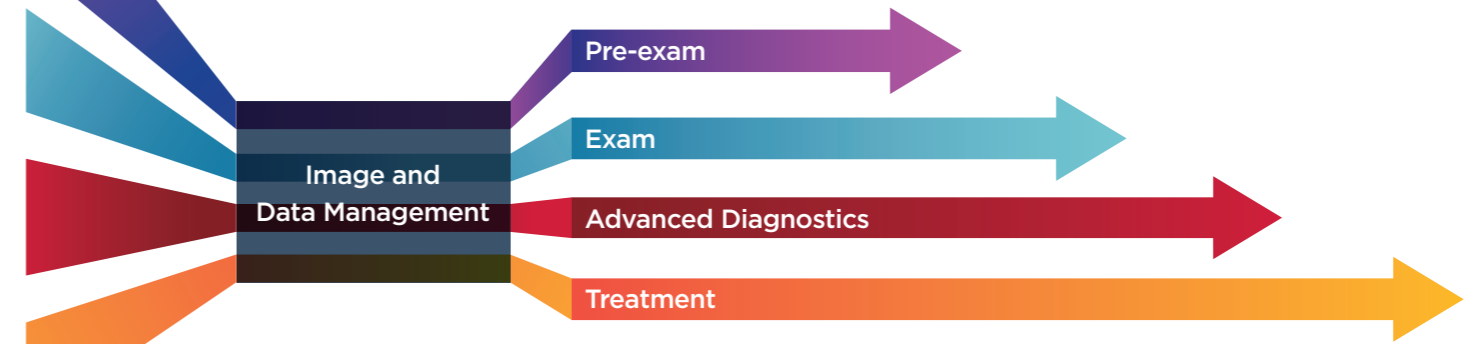 Pre-exam
Exam
Image and
Data Management
Advanced Diagnostics
Treatment